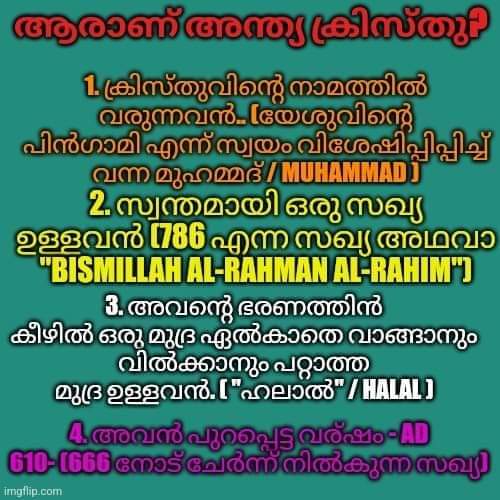 ആരാണ് അന്ത്യ ക്രിസ്തു?
1. ക്രിസ്തുവിന്റെ നാമത്തിൽ
വരുന്നവൻ.. (യേശുവിന്റെ
പിൻഗാമി എന്ന് സ്വയം വിശേഷിപ്പിപ്പിച്ച്
വന്ന മുഹമ്മദ് / MUHAMMAD )
2. സ്വന്തമായി ഒരു സഖ്യ
ഉള്ളവൻ (786 എന്ന സഖ്യ അഥവാ
"BISMILLAH AL-RAHMAN AL-RAHIM")
3. അവന്റെ ഭരണത്തിൻ
കീഴിൽ ഒരു മുദ്ര ഏൽകാതെ വാങ്ങാനും
വിൽക്കാനും പറ്റാത്ത
മുദ്ര ഉള്ളവൻ. ( "ഹലാൽ" / HALAL )
4. അവൻ പുറപ്പെട്ട വർഷം - AD
610- (666 നോട് ചേർന്ന് നിൽകുന്ന സഖ്യ)
imgflip.com